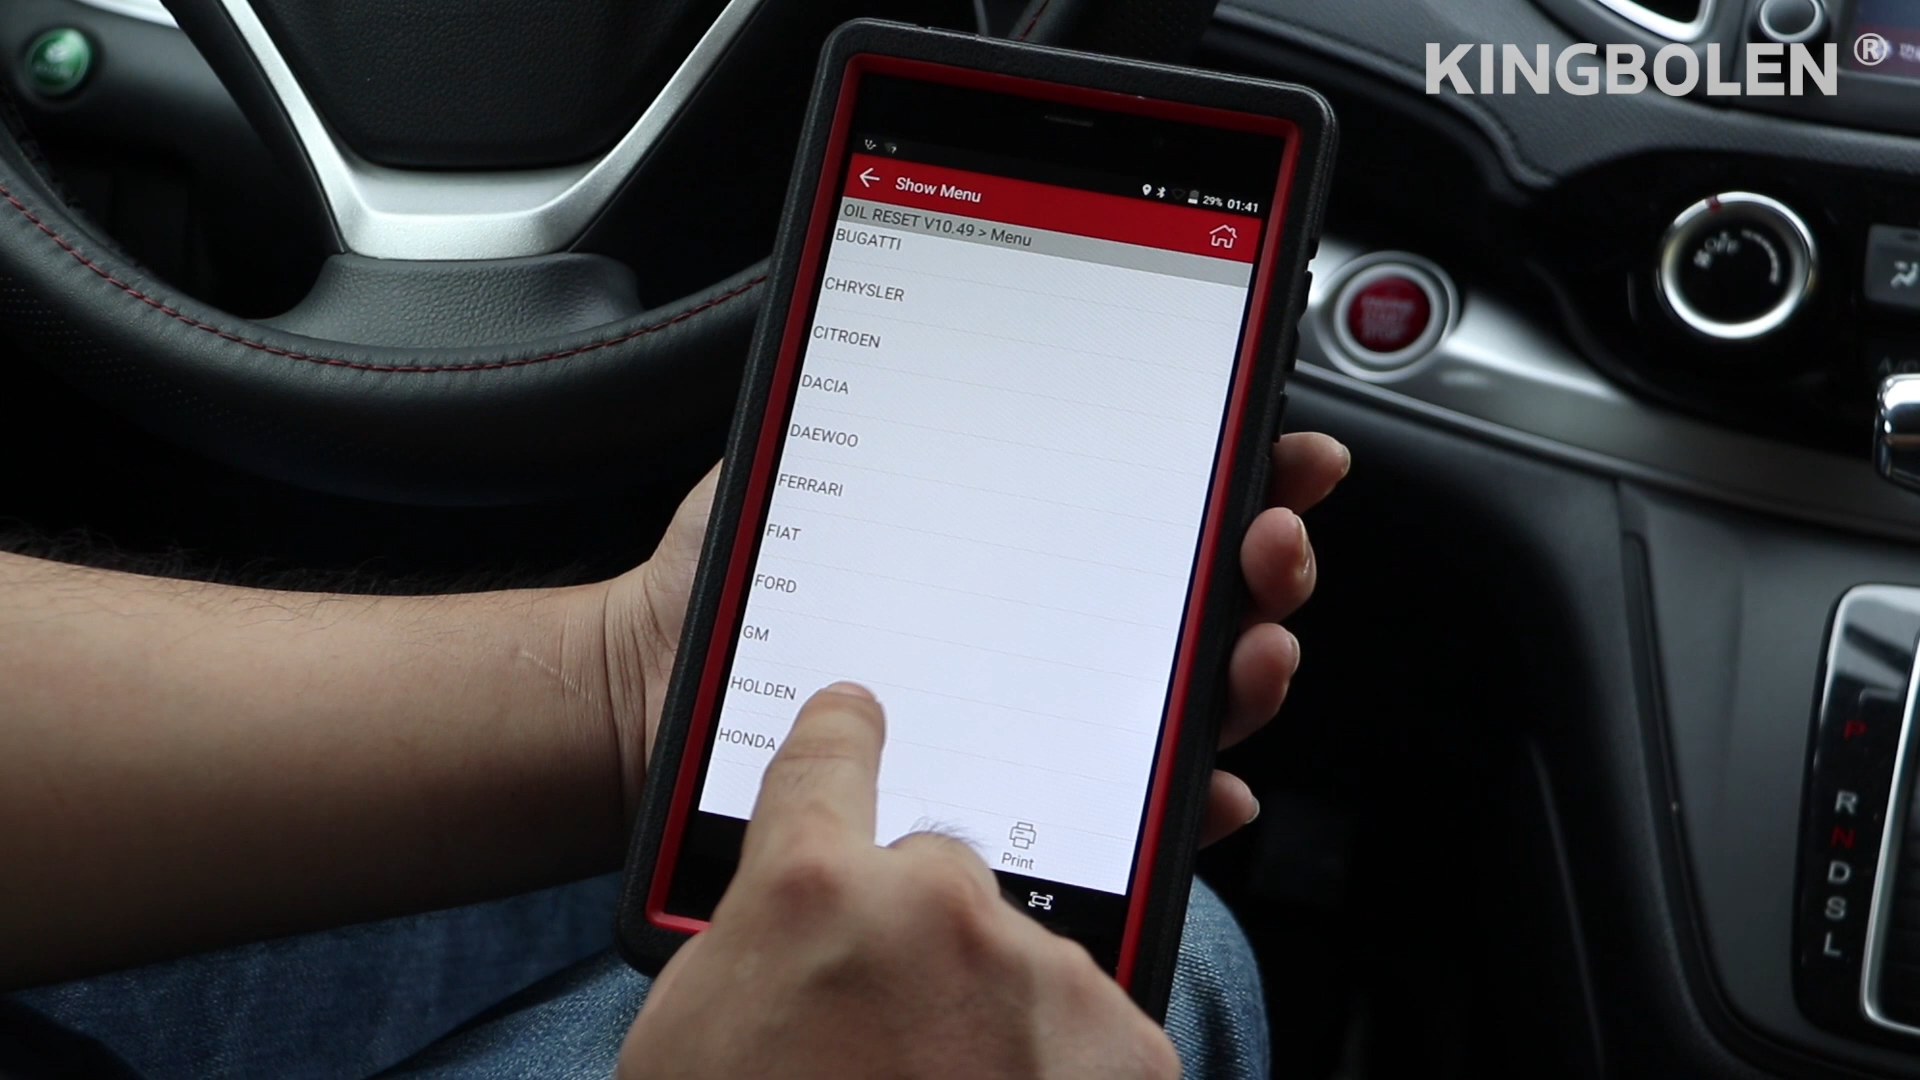 KINGBOLEN ®
29% 01:41
Show Menu
OIL RESET V10.49 > Menu
BUGATTI
CHRYSLER
CITROEN
DACIA
DAEWOO
FERRARI
FIAT
FORD
GM
HOLDEN
HONDA
Print
P
R
N
D
S
L